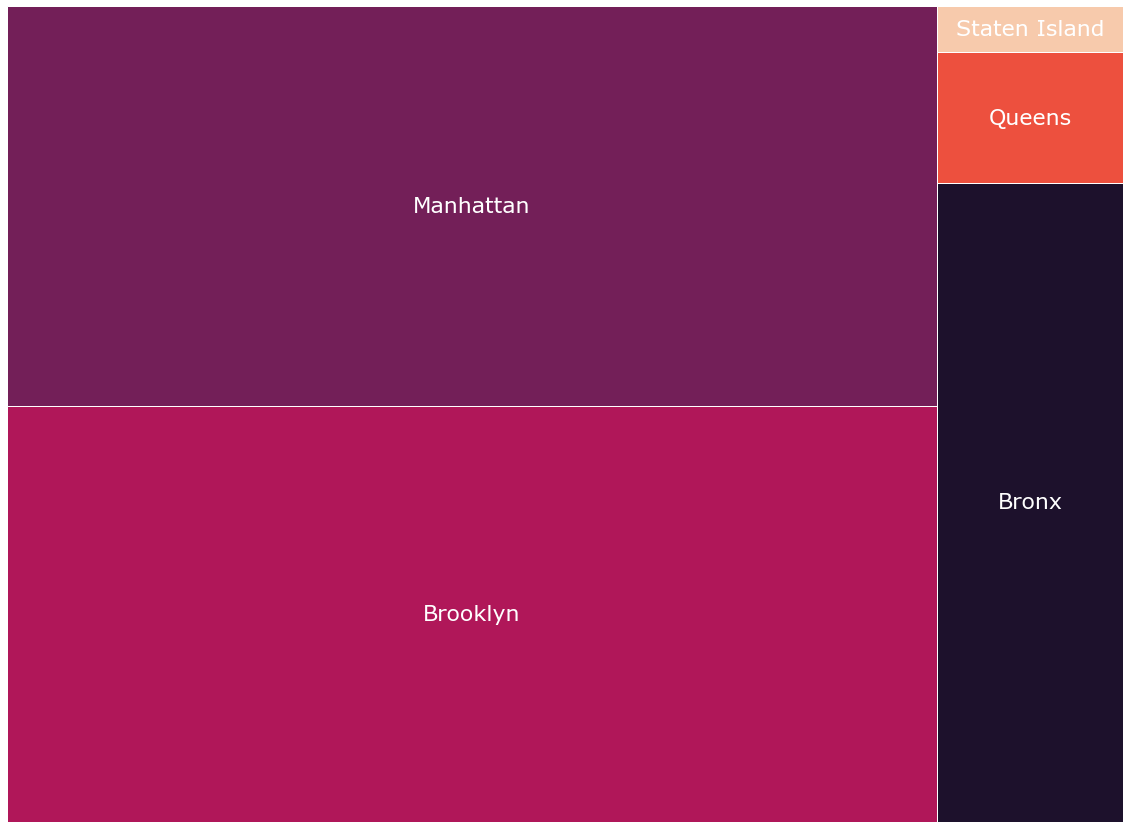 Staten Island
Queens
Manhattan
Bronx
Brooklyn